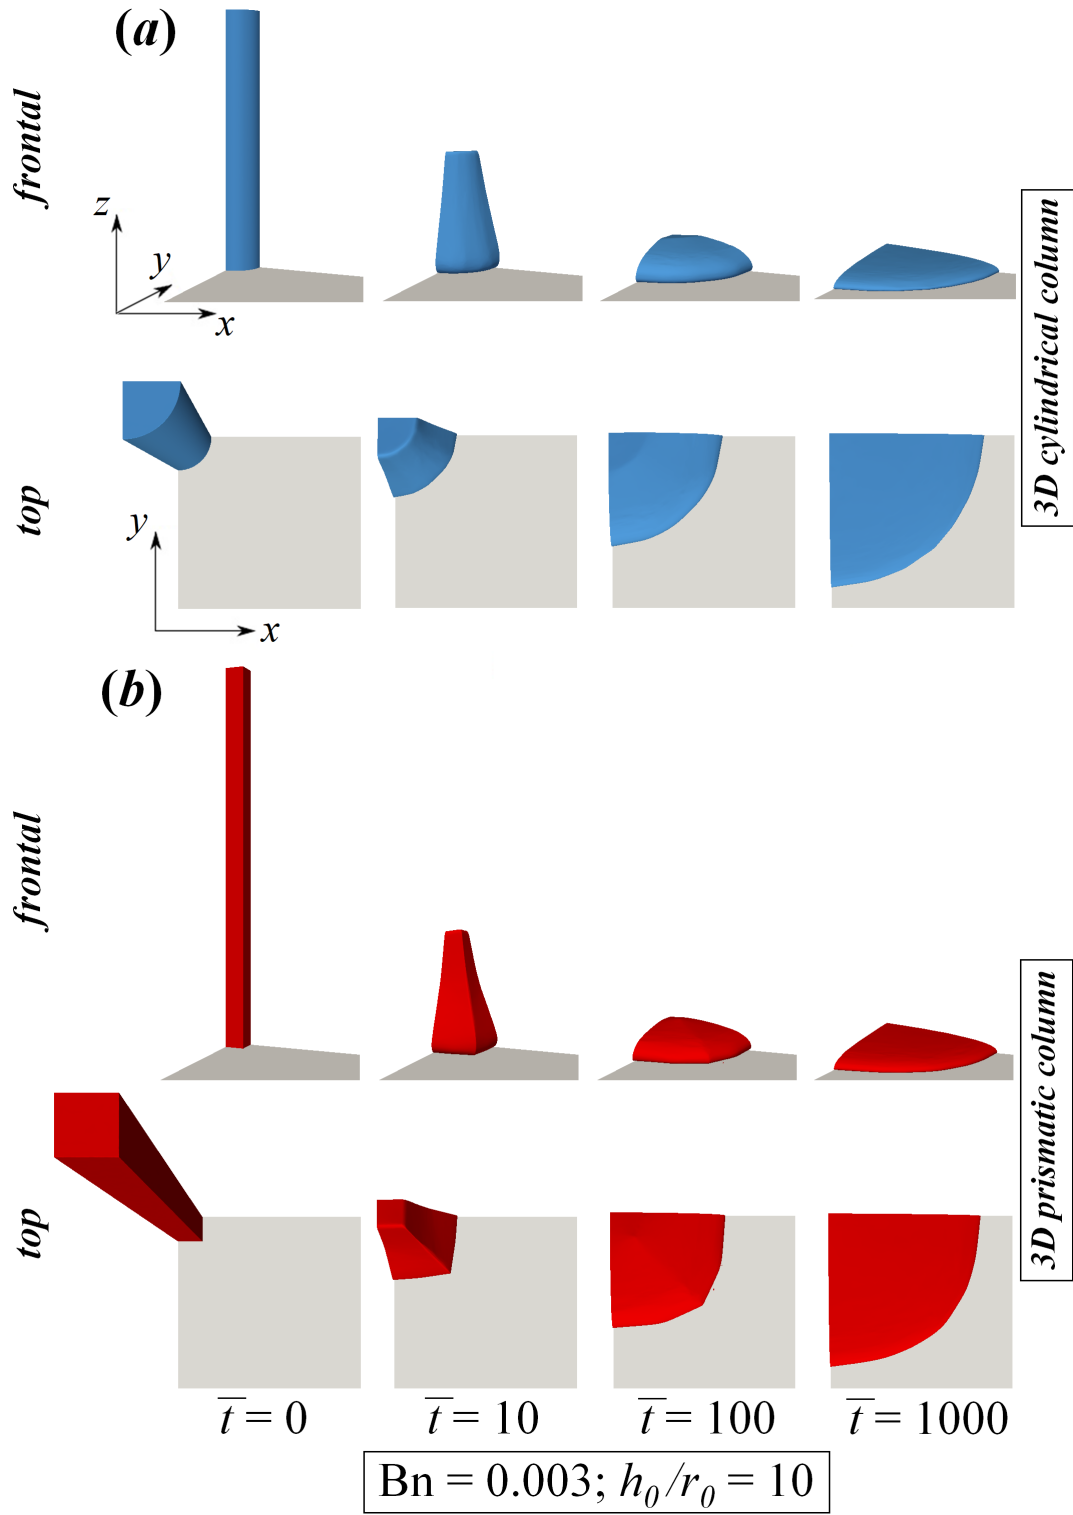 (a)
frontal
z
y
x
3D cylindrical column
top
y
x
(b)
frontal
3D prismatic column
top
t̅ = 0
t̅ = 10
t̅ = 100
t̅ = 1000
Bn = 0.003; h₀/r₀ = 10